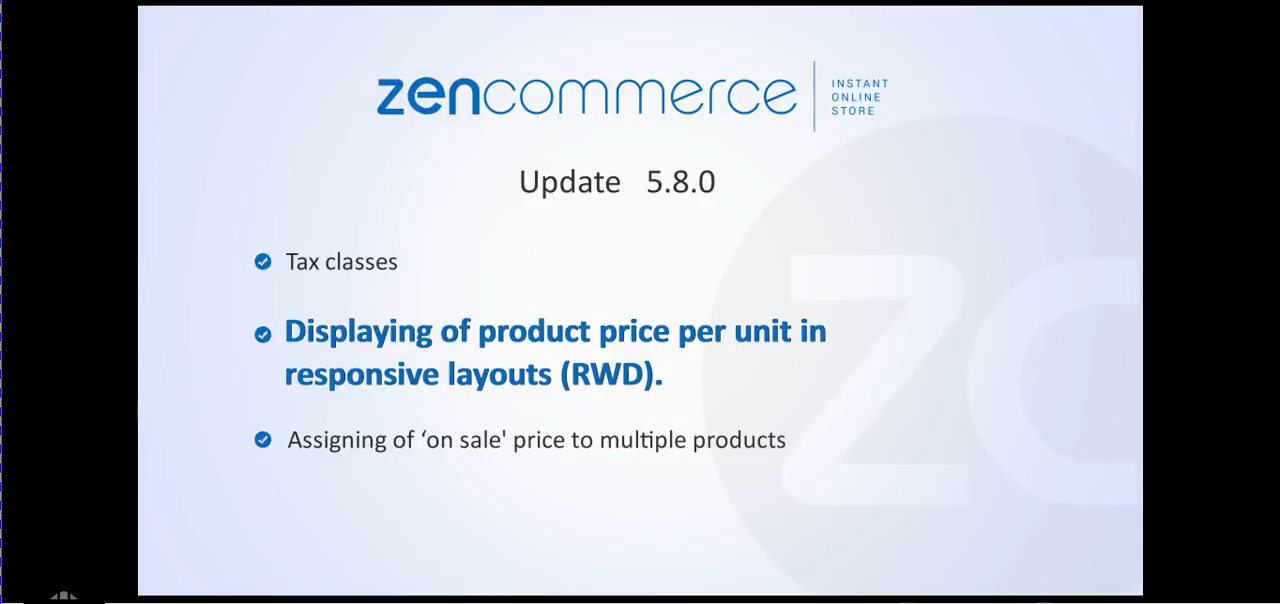 zencommerce
INSTANT
ONLINE
STORE
Update 5.8.0
Tax classes
Displaying of product price per unit in
responsive layouts (RWD).
Assigning of ‘on sale' price to multiple products
ZC